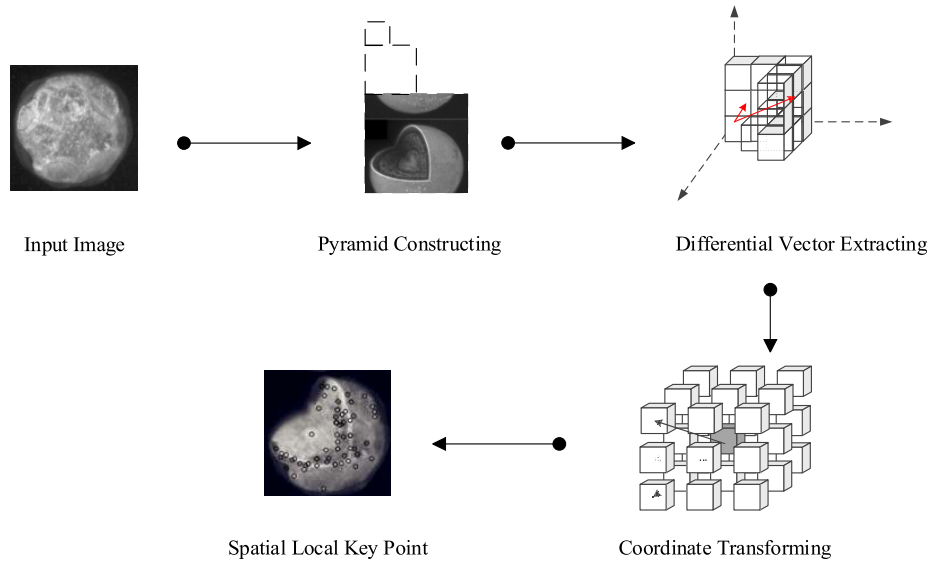 Input Image
Pyramid Constructing
Differential Vector Extracting
Spatial Local Key Point
Coordinate Transforming